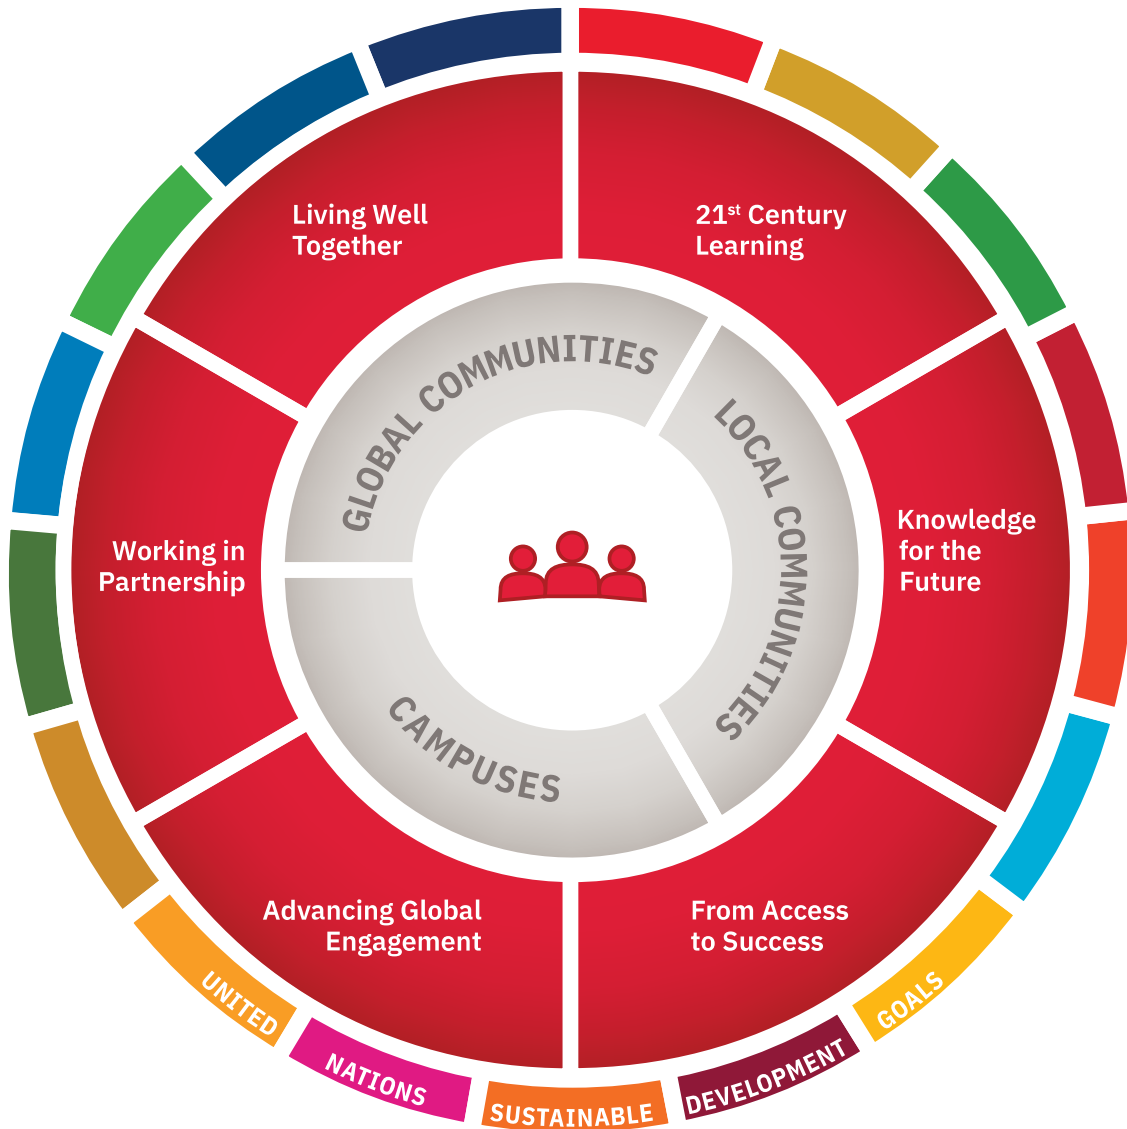 Living Well
Together
21st Century
Learning
GLOBAL COMMUNITIES
LOCAL COMMUNITIES
Knowledge
for the
Future
Working in
Partnership
CAMPUSES
Advancing Global
Engagement
From Access
to Success
UNITED
NATIONS
SUSTAINABLE
DEVELOPMENT
GOALS